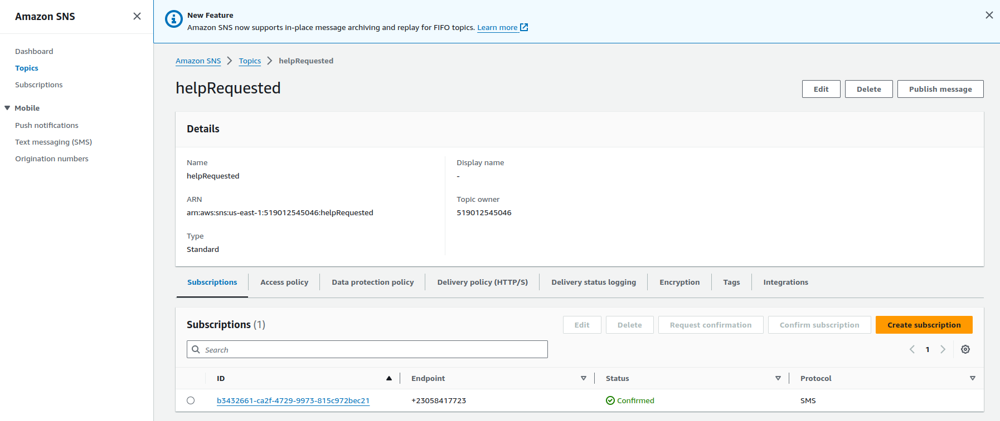 Amazon SNS
New Feature
Amazon SNS now supports in-place message archiving and replay for FIFO topics. Learn more
Dashboard
Topics
Subscriptions
Mobile
Push notifications
Text messaging (SMS)
Origination numbers
Amazon SNS > Topics > helpRequested
helpRequested
Edit Delete Publish message
Details
Name
helpRequested
ARN
arn:aws:sns:us-east-1:519012545046:helpRequested
Type
Standard
Display name
-
Topic owner
519012545046
Subscriptions Access policy Data protection policy Delivery policy (HTTP/S) Delivery status logging Encryption Tags Integrations
Subscriptions (1)
Edit Delete Request confirmation Confirm subscription Create subscription
Search
1
ID Endpoint Status Protocol
b3432661-ca2f-4729-9973-815c972bec21 +23058417723 Confirmed SMS